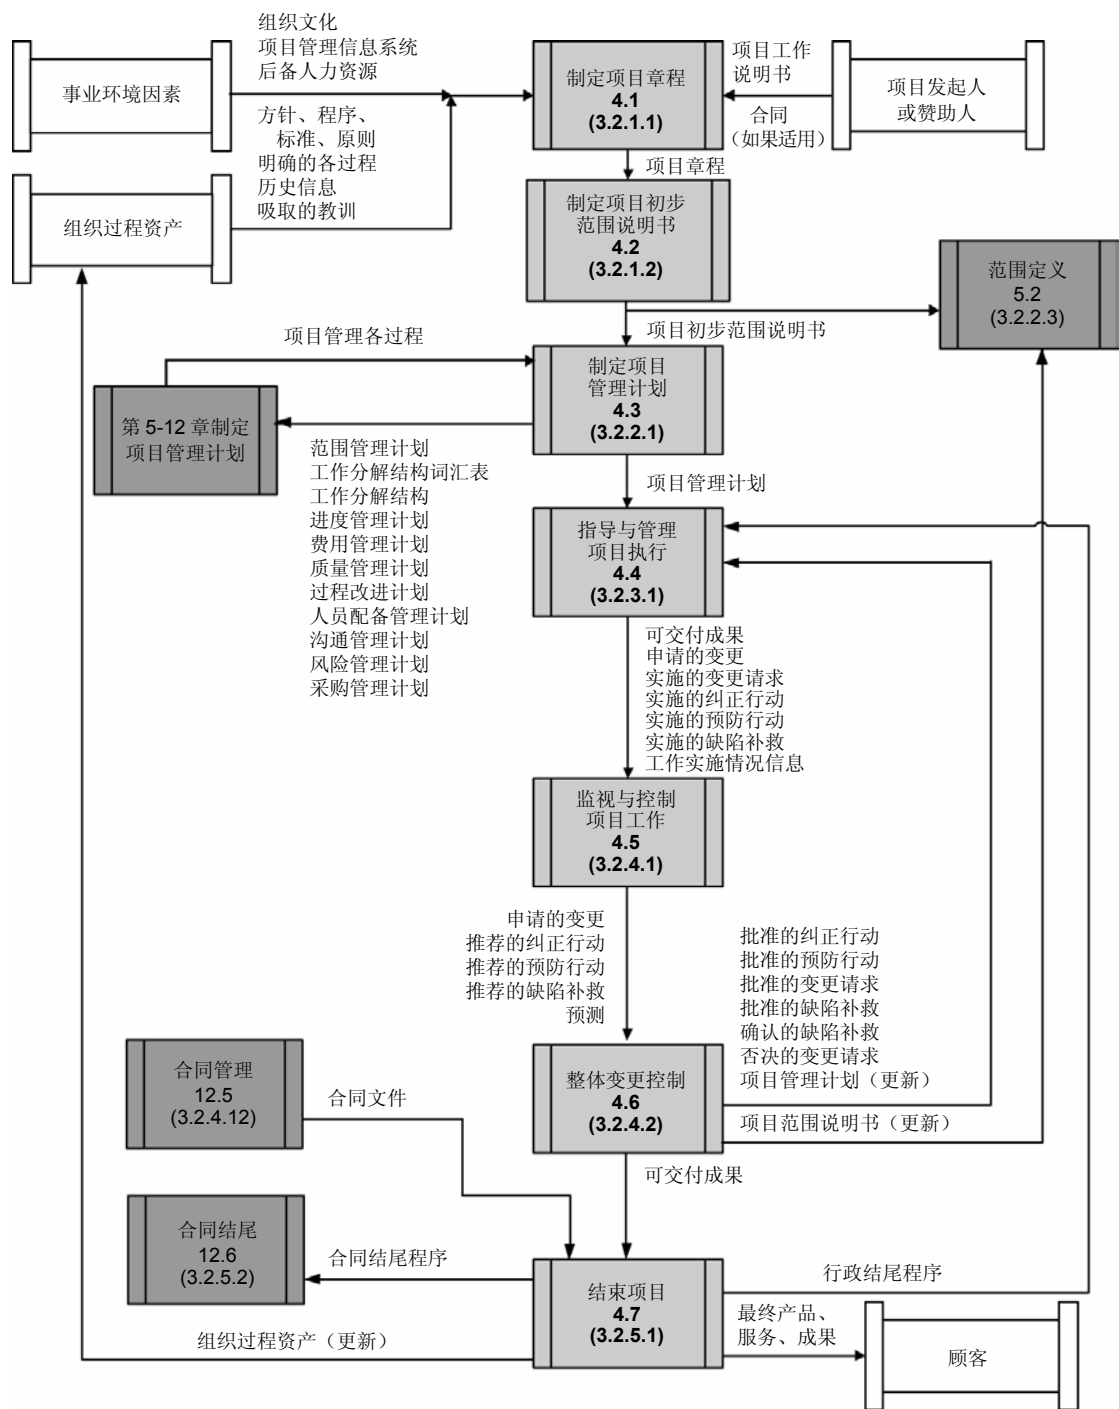 组织文化
项目管理信息系统
后备人力资源
事业环境因素
方针、程序、
标准、原则
明确的各过程
历史信息
吸取的教训
组织过程资产
制定项目章程
4.1
(3.2.1.1)
项目工作
说明书
合同
（如果适用）
项目发起人
或赞助人
项目章程
制定项目初步
范围说明书
4.2
(3.2.1.2)
范围定义
5.2
(3.2.2.3)
项目初步范围说明书
项目管理各过程
制定项目
管理计划
4.3
(3.2.2.1)
第 5-12 章制定
项目管理计划
范围管理计划
工作分解结构词汇表
工作分解结构
进度管理计划
费用管理计划
质量管理计划
过程改进计划
人员配备管理计划
沟通管理计划
风险管理计划
采购管理计划
项目管理计划
指导与管理
项目执行
4.4
(3.2.3.1)
可交付成果
申请的变更
实施的变更请求
实施的纠正行动
实施的预防行动
实施的缺陷补救
工作实施情况信息
监视与控制
项目工作
4.5
(3.2.4.1)
申请的变更
推荐的纠正行动
推荐的预防行动
推荐的缺陷补救
预测
批准的纠正行动
批准的预防行动
批准的变更请求
批准的缺陷补救
确认的缺陷补救
否决的变更请求
项目管理计划（更新）
项目范围说明书（更新）
整体变更控制
4.6
(3.2.4.2)
合同管理
12.5
(3.2.4.12)
合同文件
可交付成果
合同结尾
12.6
(3.2.5.2)
合同结尾程序
结束项目
4.7
(3.2.5.1)
行政结尾程序
组织过程资产（更新）
最终产品、
服务、成果
顾客